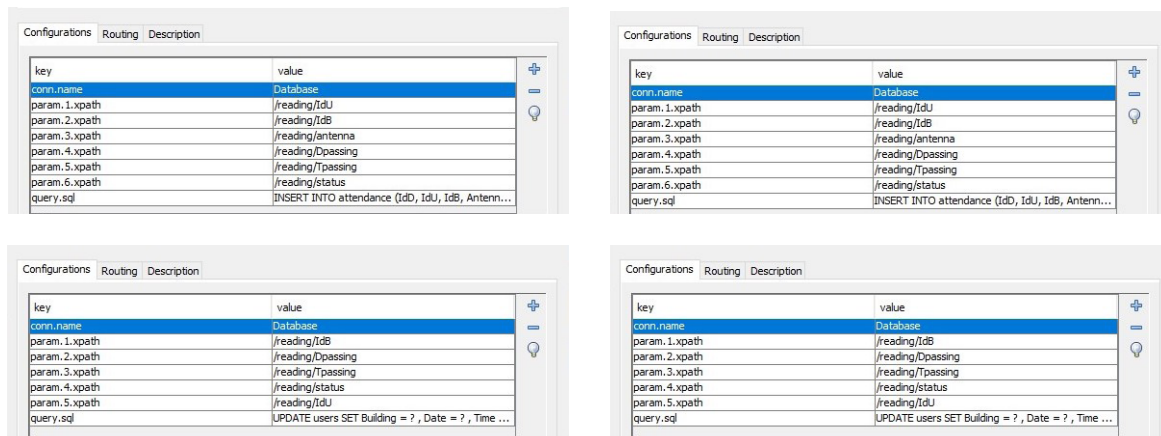 Configurations Routing Description
key value
conn.name Database
param.1.xpath /reading/IdU
param.2.xpath /reading/IdB
param.3.xpath /reading/antenna
param.4.xpath /reading/Dpassing
param.5.xpath /reading/Tpassing
param.6.xpath /reading/status
query.sql INSERT INTO attendance (IdD, IdU, IdB, Antenn...
Configurations Routing Description
key value
conn.name Database
param.1.xpath /reading/IdU
param.2.xpath /reading/IdB
param.3.xpath /reading/antenna
param.4.xpath /reading/Dpassing
param.5.xpath /reading/Tpassing
param.6.xpath /reading/status
query.sql INSERT INTO attendance (IdD, IdU, IdB, Antenn...
Configurations Routing Description
key value
conn.name Database
param.1.xpath /reading/IdB
param.2.xpath /reading/Dpassing
param.3.xpath /reading/Tpassing
param.4.xpath /reading/status
param.5.xpath /reading/IdU
query.sql UPDATE users SET Building = ? , Date = ? , Time ...
Configurations Routing Description
key value
conn.name Database
param.1.xpath /reading/IdB
param.2.xpath /reading/Dpassing
param.3.xpath /reading/Tpassing
param.4.xpath /reading/status
param.5.xpath /reading/IdU
query.sql UPDATE users SET Building = ? , Date = ? , Time ...